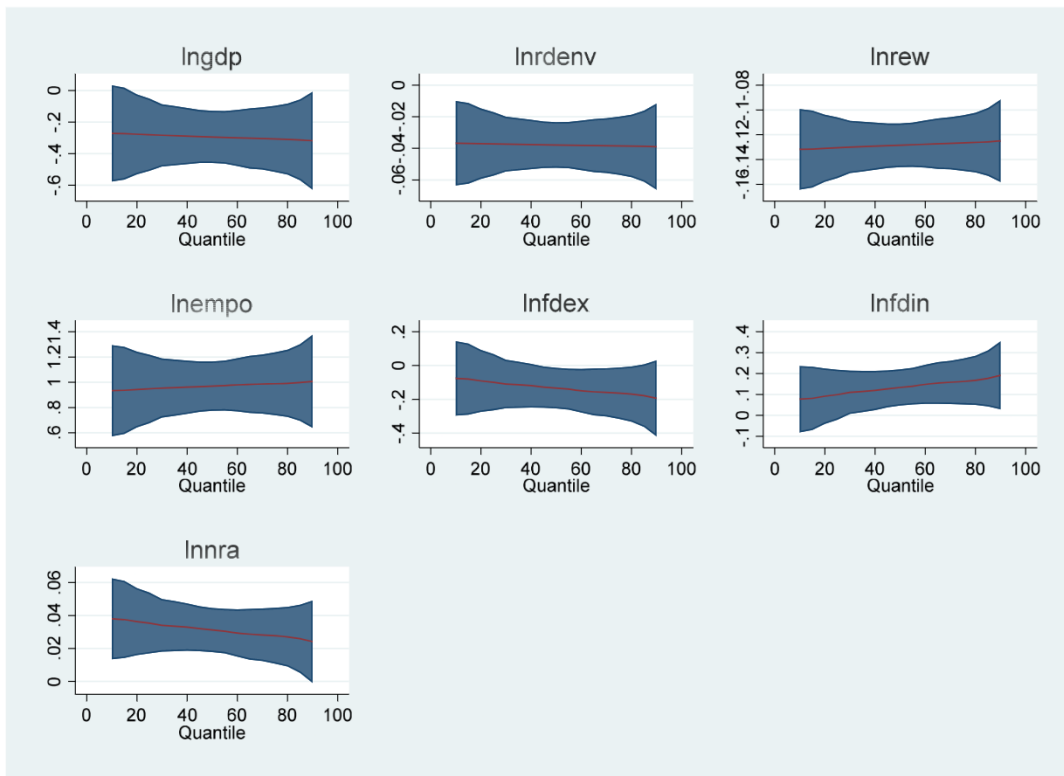 lngdp
0
-.2
-.4
-.6
0 20 40 60 80 100
Quantile
lnrdenv
0
-.06-.04-.02
0 20 40 60 80 100
Quantile
lnrew
-.16.14.12-.1-.08
0 20 40 60 80 100
Quantile
lnempo
.6 .8 1 1.21.4
0 20 40 60 80 100
Quantile
lnfdex
.2
0
-.2
-.4
0 20 40 60 80 100
Quantile
lnfdin
.4
.3
.2
.1
0
-.1
0 20 40 60 80 100
Quantile
lnnra
.06
.04
.02
0
0 20 40 60 80 100
Quantile